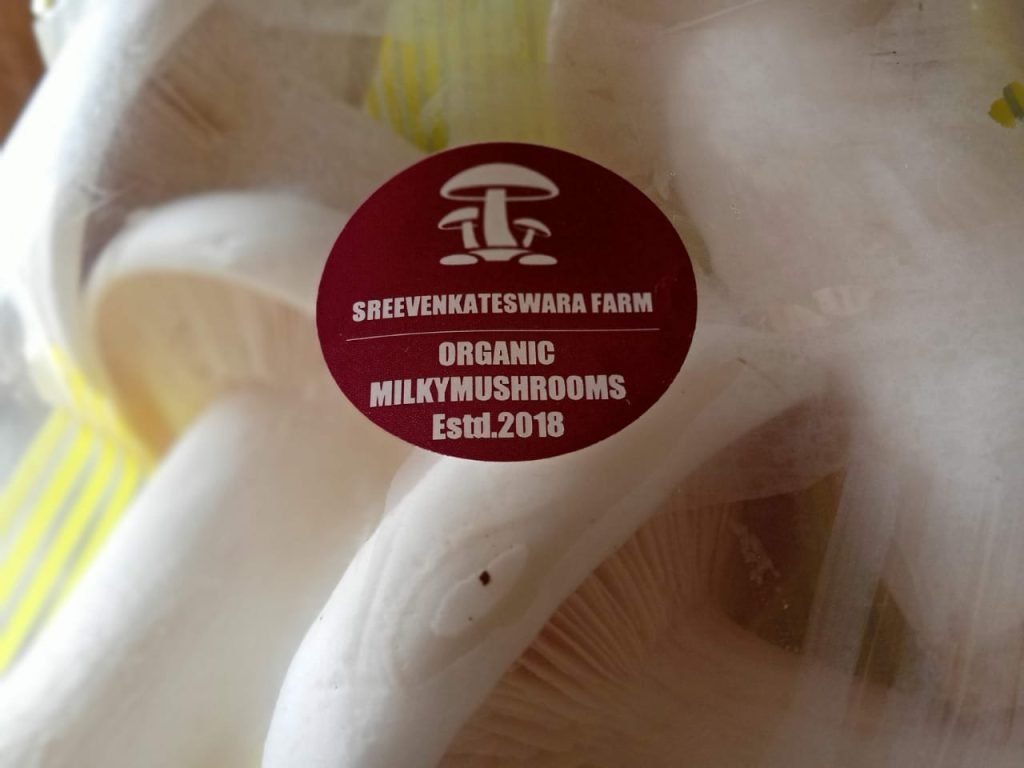 SREEVENKATESWARA FARM
ORGANIC
MILKYMUSHROOMS
Estd.2018